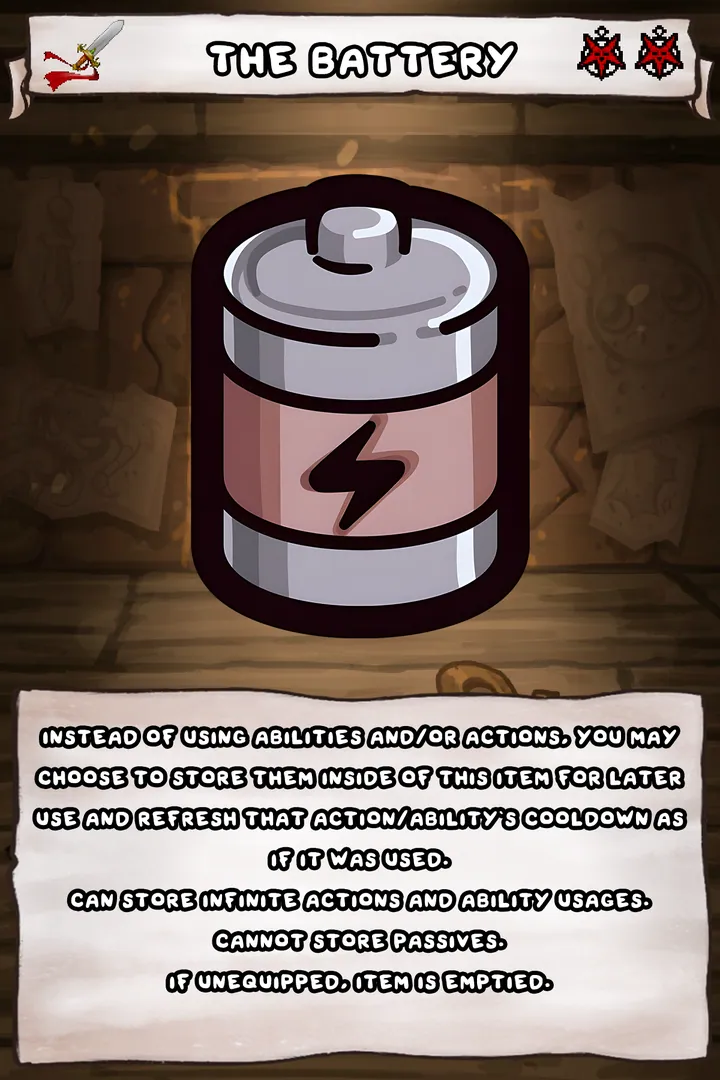 THE BATTERY
INSTEAD OF USING ABILITIES AND/OR ACTIONS, YOU MAY
CHOOSE TO STORE THEM INSIDE OF THIS ITEM FOR LATER
USE AND REFRESH THAT ACTION/ABILITY'S COOLDOWN AS
IF IT WAS USED.
CAN STORE INFINITE ACTIONS AND ABILITY USAGES.
CANNOT STORE PASSIVES.
IF UNEQUIPPED, ITEM IS EMPTIED.